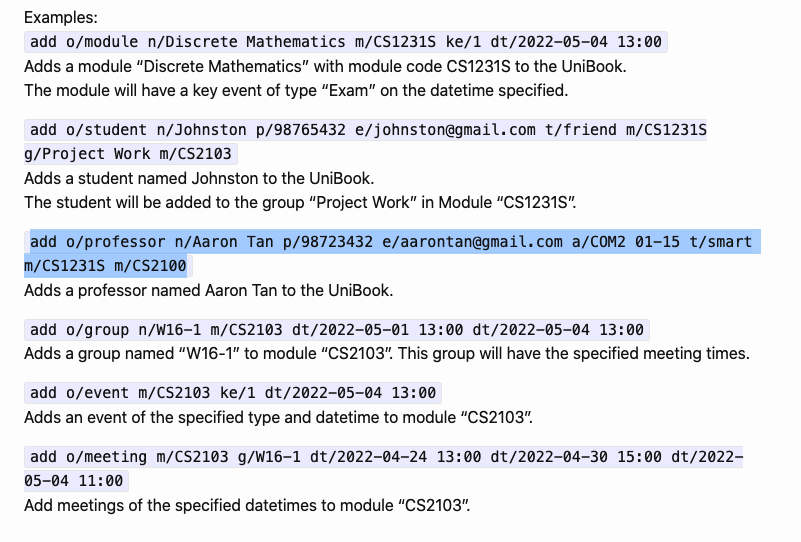 Examples:
add o/module n/Discrete Mathematics m/CS1231S ke/1 dt/2022-05-04 13:00
Adds a module “Discrete Mathematics” with module code CS1231S to the UniBook.
The module will have a key event of type “Exam” on the datetime specified.
add o/student n/Johnston p/98765432 e/johnston@gmail.com t/friend m/CS1231S
g/Project Work m/CS2103
Adds a student named Johnston to the UniBook.
The student will be added to the group “Project Work” in Module “CS1231S”.
add o/professor n/Aaron Tan p/98723432 e/aarontan@gmail.com a/COM2 01-15 t/smart
m/CS1231S m/CS2100
Adds a professor named Aaron Tan to the UniBook.
add o/group n/W16-1 m/CS2103 dt/2022-05-01 13:00 dt/2022-05-04 13:00
Adds a group named “W16-1” to module “CS2103”. This group will have the specified meeting times.
add o/event m/CS2103 ke/1 dt/2022-05-04 13:00
Adds an event of the specified type and datetime to module “CS2103”.
add o/meeting m/CS2103 g/W16-1 dt/2022-04-24 13:00 dt/2022-04-30 15:00 dt/2022-
05-04 11:00
Add meetings of the specified datetimes to module “CS2103”.